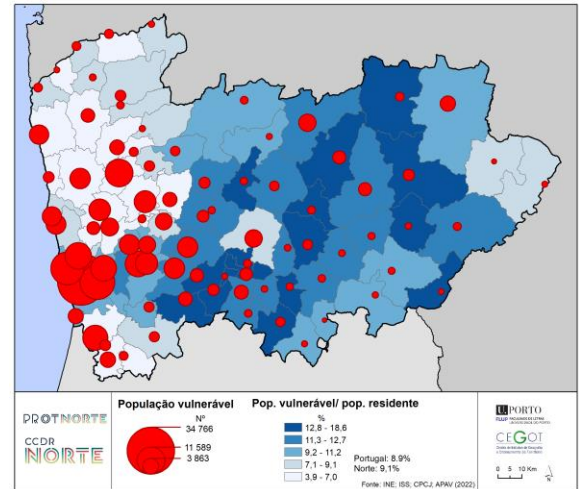 PROTNORTE
CCDR
NORTE
População vulnerável
Nº
34 766
11 589
3 863
Pop. vulnerável/ pop. residente
%
12,8 - 18,6
11,3 - 12,7
9,2 - 11,2
7,1 - 9,1
3,9 - 7,0
Portugal: 8.9%
Norte: 9,1%
Fonte: INE; ISS; CPCJ; APAV (2022)
U.PORTO
FLUP FACULDADE DE LETRAS
UNIVERSIDADE DO PORTO
CEGOT
0 5 10 Km